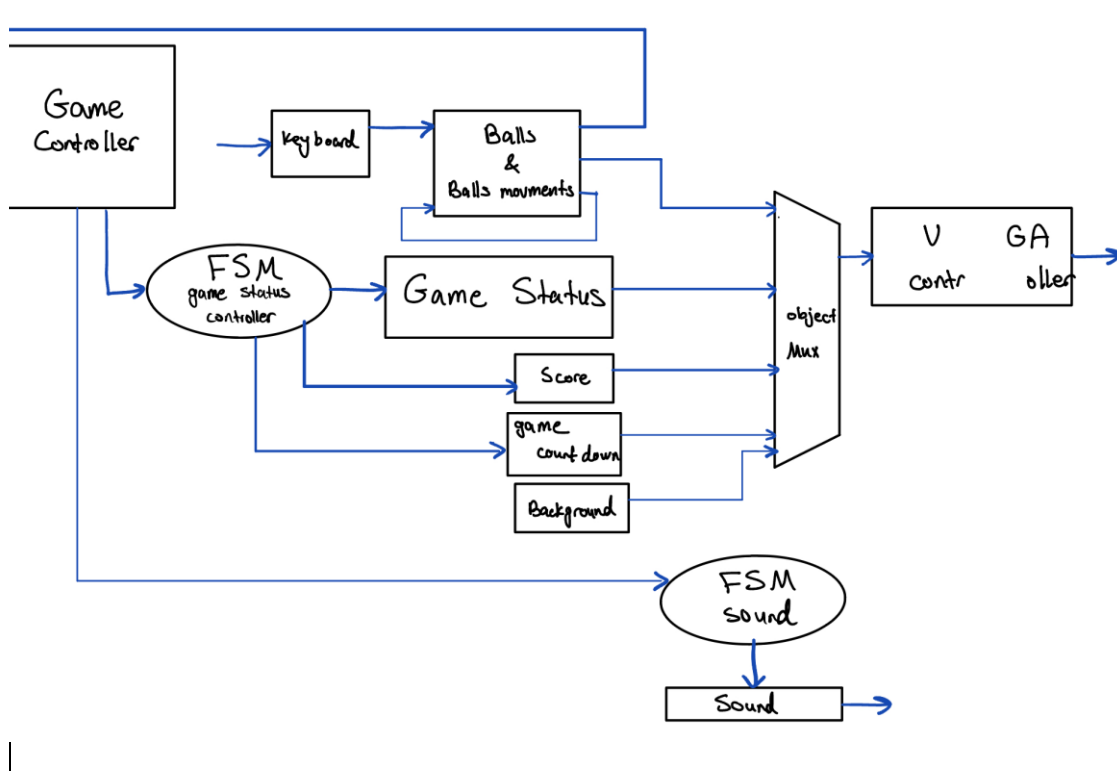 Game
Controller
Keyboard
Balls
&
Balls movments
FSM
game status
controller
Game Status
Score
game
count down
Background
object
Mux
V GA
contr oller
FSM
sound
Sound